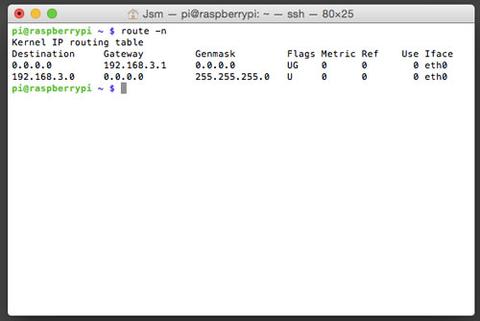 Jsm — pi@raspberrypi: ~ — ssh — 80×25
pi@raspberrypi ~ $ route -n
Kernel IP routing table
Destination     Gateway         Genmask         Flags Metric Ref    Use Iface
0.0.0.0         192.168.3.1     0.0.0.0         UG    0      0        0 eth0
192.168.3.0     0.0.0.0         255.255.255.0   U     0      0        0 eth0
pi@raspberrypi ~ $